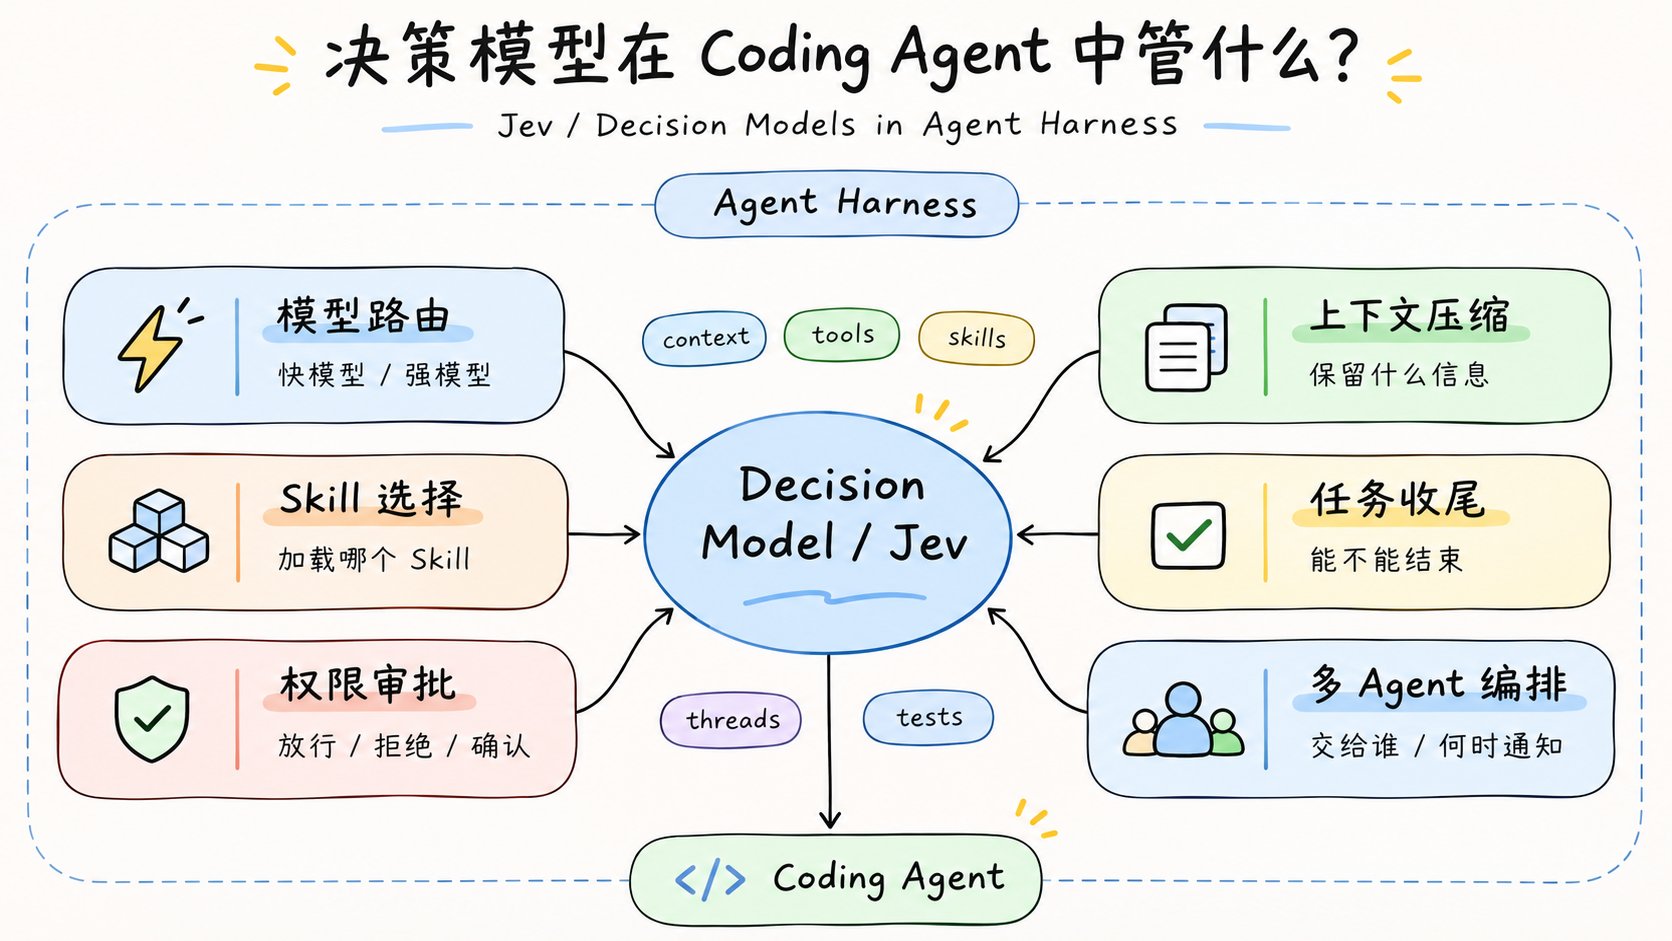 决策模型在 Coding Agent 中管什么?
Jev / Decision Models in Agent Harness
Agent Harness
模型路由
快模型 / 强模型
Skill 选择
加载哪个 Skill
权限审批
放行 / 拒绝 / 确认
context
tools
skills
Decision
Model / Jev
threads
tests
上下文压缩
保留什么信息
任务收尾
能不能结束
多 Agent 编排
交给谁 / 何时通知
</> Coding Agent